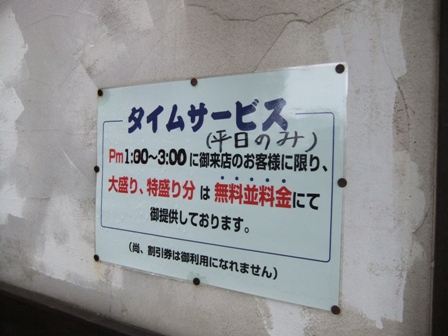 タイムサービス
(平日のみ)
Pm1:00~3:00に御来店のお客様に限り、
大盛り、特盛り分は無料並料金にて
御提供しております。
(尚、割引券は御利用になれません)